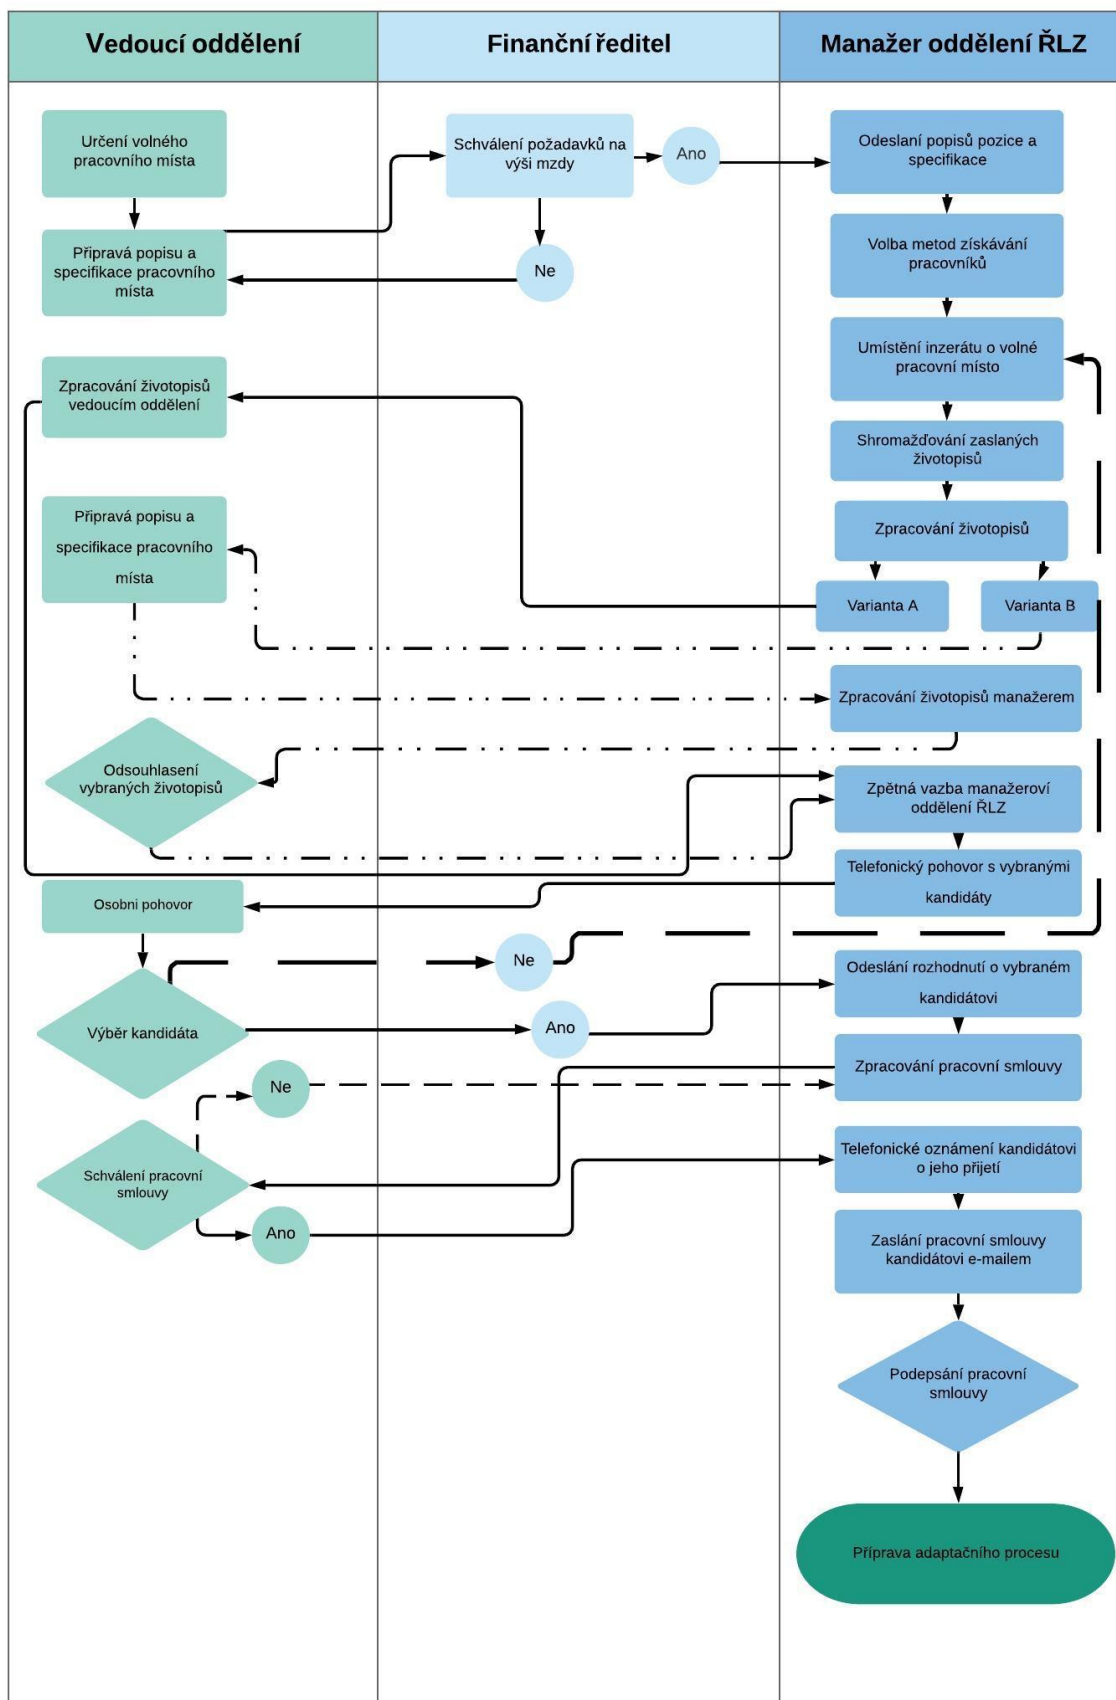 Vedoucí oddělení
Finanční ředitel
Manažer oddělení ŘLZ
Určení volného
pracovního místa
Schválení požadavků na
výši mzdy
Ano
Odeslaní popisů pozice a
specifikace
Připravá popisu a
specifikace pracovního
místa
Ne
Volba metod získávání
pracovníků
Umístění inzerátu o volné
pracovní místo
Zpracování životopisů
vedoucím oddělení
Shromažďování zaslaných
životopisů
Připravá popisu a
specifikace pracovního
místa
Zpracování životopisů
Varianta A
Varianta B
Zpracování životopisů manažerem
Odsouhlasení
vybraných životopisů
Zpětná vazba manažeroví
oddělení ŘLZ
Telefonický pohovor s vybranými
kandidáty
Osobni pohovor
Ne
Odeslání rozhodnutí o vybraném
kandidátovi
Výběr kandidáta
Ano
Zpracování pracovní smlouvy
Ne
Telefonické oznámení kandidátovi
o jeho přijetí
Schválení pracovní
smlouvy
Ano
Zaslání pracovní smlouvy
kandidátovi e-mailem
Podepsání pracovní
smlouvy
Příprava adaptačního procesu